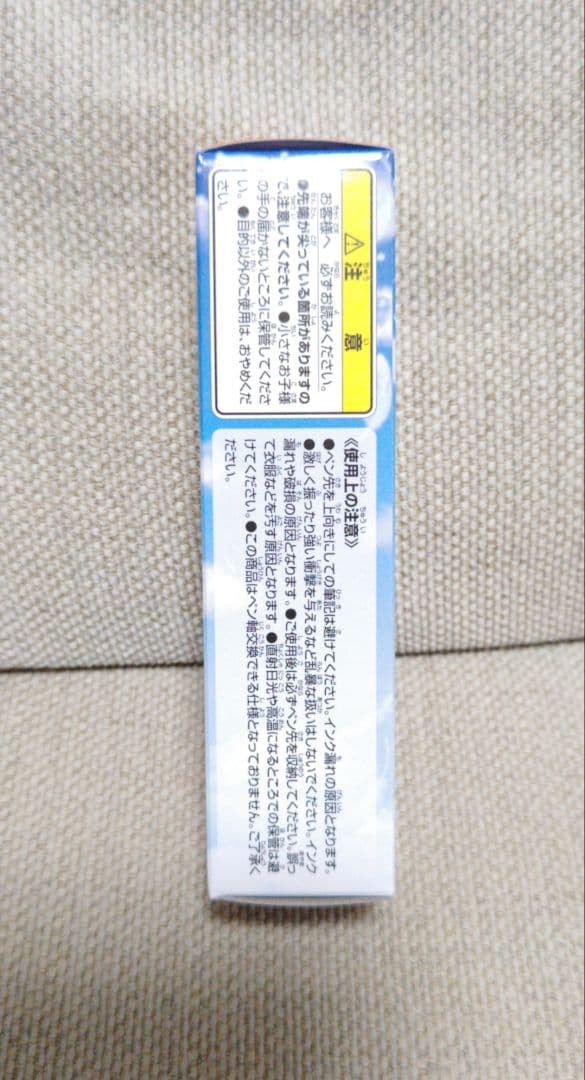 ⚠注意
お客様へ 必ずお読みください。
●先端が尖っている箇所がありますの
で、注意してください。●小さなお子様
の手の届かないところに保管してくださ
い。●目的以外のご使用は、おやめくだ
さい。
《使用上の注意》
●ペン先を上向きにしての筆記は避けてください。インク漏れの原因となります。
●激しく振ったり強い衝撃を与えるなど乱暴な扱いはしないでください。インク
漏れや破損の原因となります。●ご使用後は必ずペン先を収納してください。誤っ
て衣服などを汚す原因となります。●直射日光や高温になるところでの保管は避
けてください。●この商品はペン軸交換できる仕様となっておりません。ご了承く
ださい。